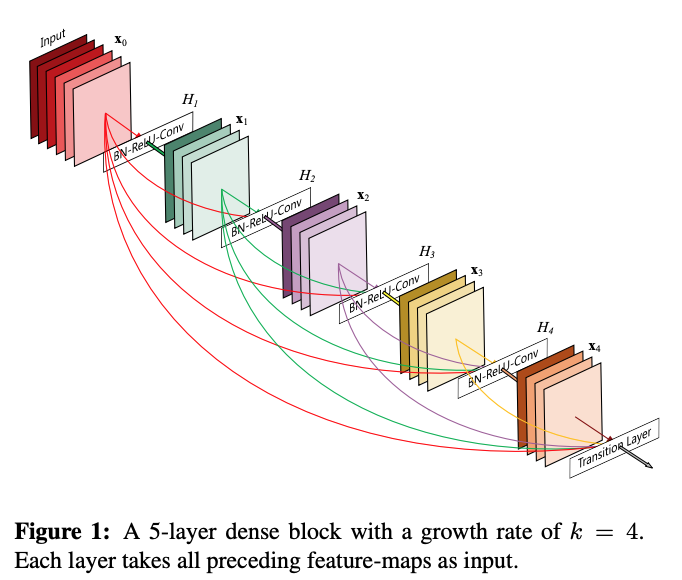 Input
x₀
H₁
BN-ReLU-Conv
x₁
H₂
BN-ReLU-Conv
x₂
H₃
BN-ReLU-Conv
x₃
H₄
BN-ReLU-Conv
x₄
Transition Layer
Figure 1: A 5-layer dense block with a growth rate of k = 4.
Each layer takes all preceding feature-maps as input.